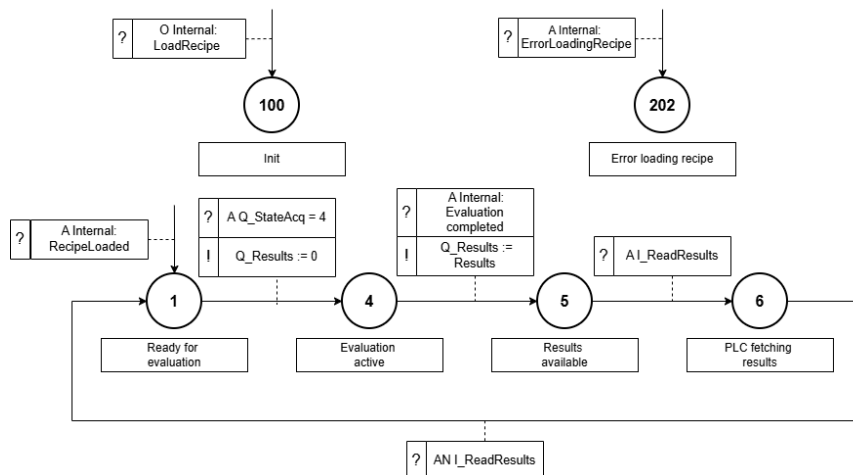 ? O Internal:
LoadRecipe
? A Internal:
ErrorLoadingRecipe
100
202
Init
Error loading recipe
? A Internal:
RecipeLoaded
? A Q_StateAcq = 4
! Q_Results := 0
? A Internal:
Evaluation
completed
! Q_Results :=
Results
? A I_ReadResults
1
4
5
6
Ready for
evaluation
Evaluation
active
Results
available
PLC fetching
results
? AN I_ReadResults